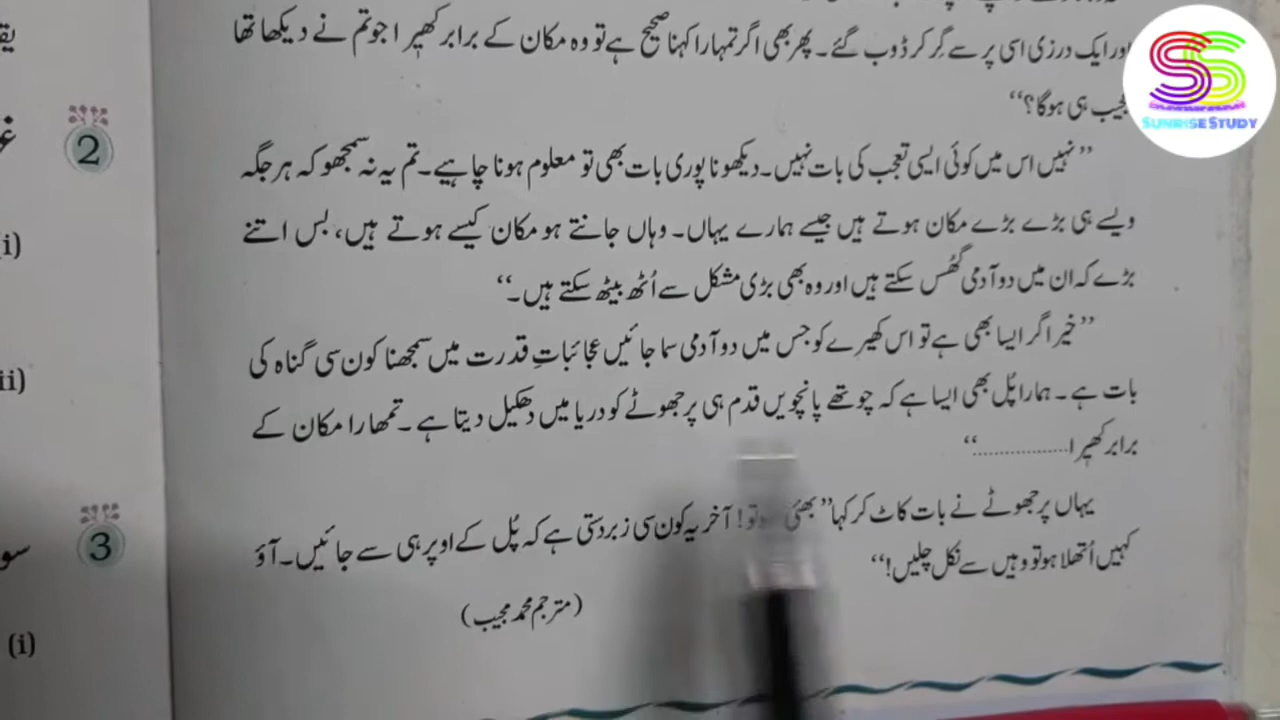 اور ایک درزی اسی پر سے گر کر ڈوب گئے۔ پھر بھی اگر تمہارا کہنا صحیح ہے تو وہ مکان کے برابر کھیرا جو تم نے دیکھا تھا
عجیب ہی ہوگا؟“
”نہیں اس میں کوئی ایسی تعجب کی بات نہیں۔ دیکھو نا پوری بات بھی تو معلوم ہونا چاہیے۔ تم یہ نہ سمجھو کہ ہر جگہ
ویسے ہی بڑے بڑے مکان ہوتے ہیں جیسے ہمارے یہاں۔ وہاں جانتے ہو مکان کیسے ہوتے ہیں، بس اتنے
بڑے کہ ان میں دو آدمی گھُس سکتے ہیں اور وہ بھی بڑی مشکل سے اُٹھ بیٹھ سکتے ہیں۔“
”خیر اگر ایسا بھی ہے تو اس کھیرے کو جس میں دو آدمی سما جائیں عجائباتِ قدرت میں سمجھنا کون سی گناہ کی
بات ہے۔ ہمارا پُل بھی ایسا ہے کہ چوتھے پانچویں قدم ہی پر جھوٹے کو دریا میں دھکیل دیتا ہے۔ تمھارا مکان کے
برابر کھیرا ................“
یہاں پر جھوٹے نے بات کاٹ کر کہا ”بھئی تو! آخر یہ کون سی زبردستی ہے کہ پُل کے اوپر ہی سے جائیں۔ آؤ
کہیں اُتھلا ہو تو وہیں سے نکل چلیں!“
(مترجم محمد مجیب)
2
(i)
ii)
3
سو
(i)
SS
SUNRISE STUDY